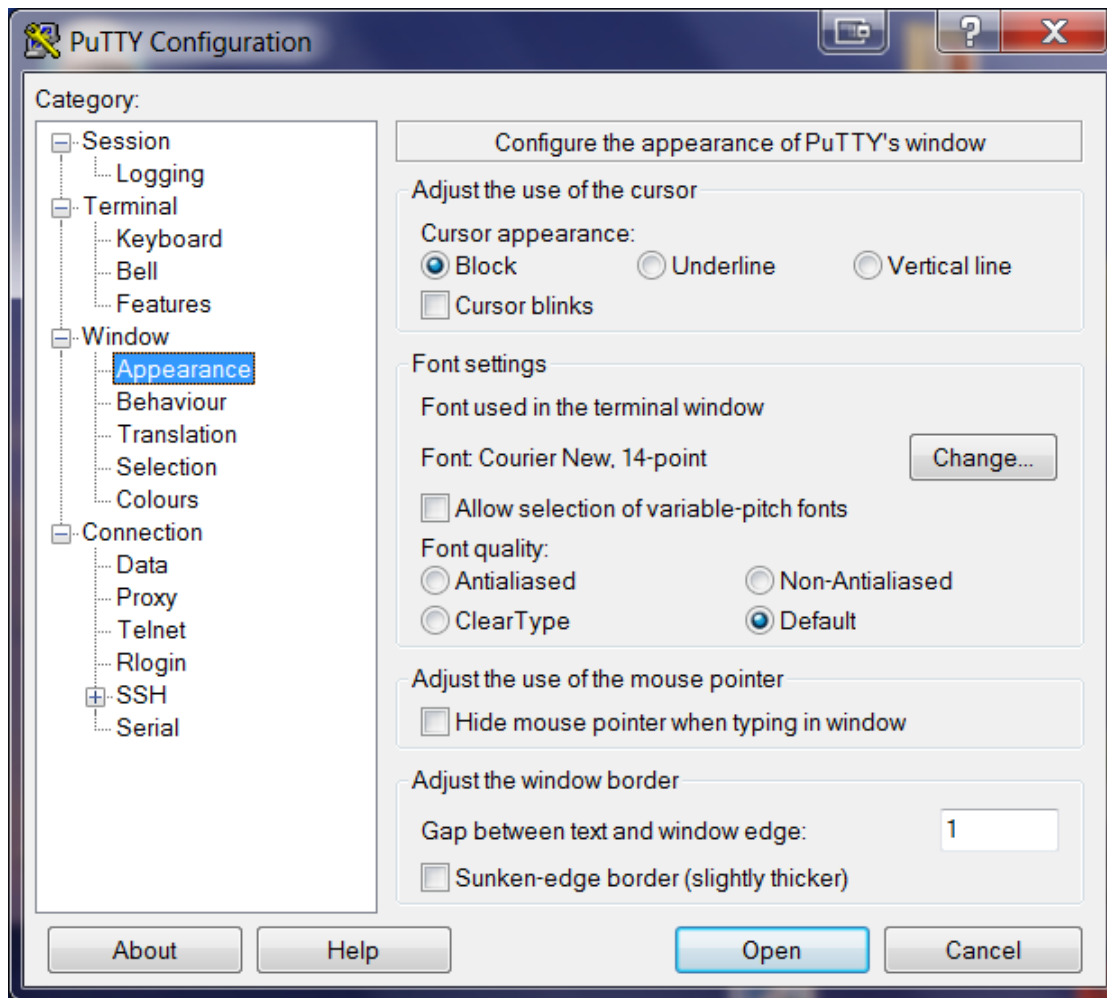 PuTTY Configuration
Category:
Session
Logging
Terminal
Keyboard
Bell
Features
Window
Appearance
Behaviour
Translation
Selection
Colours
Connection
Data
Proxy
Telnet
Rlogin
SSH
Serial
Configure the appearance of PuTTY's window
Adjust the use of the cursor
Cursor appearance:
Block Underline Vertical line
Cursor blinks
Font settings
Font used in the terminal window
Font: Courier New, 14-point Change...
Allow selection of variable-pitch fonts
Font quality:
Antialiased Non-Antialiased
ClearType Default
Adjust the use of the mouse pointer
Hide mouse pointer when typing in window
Adjust the window border
Gap between text and window edge: 1
Sunken-edge border (slightly thicker)
About Help Open Cancel